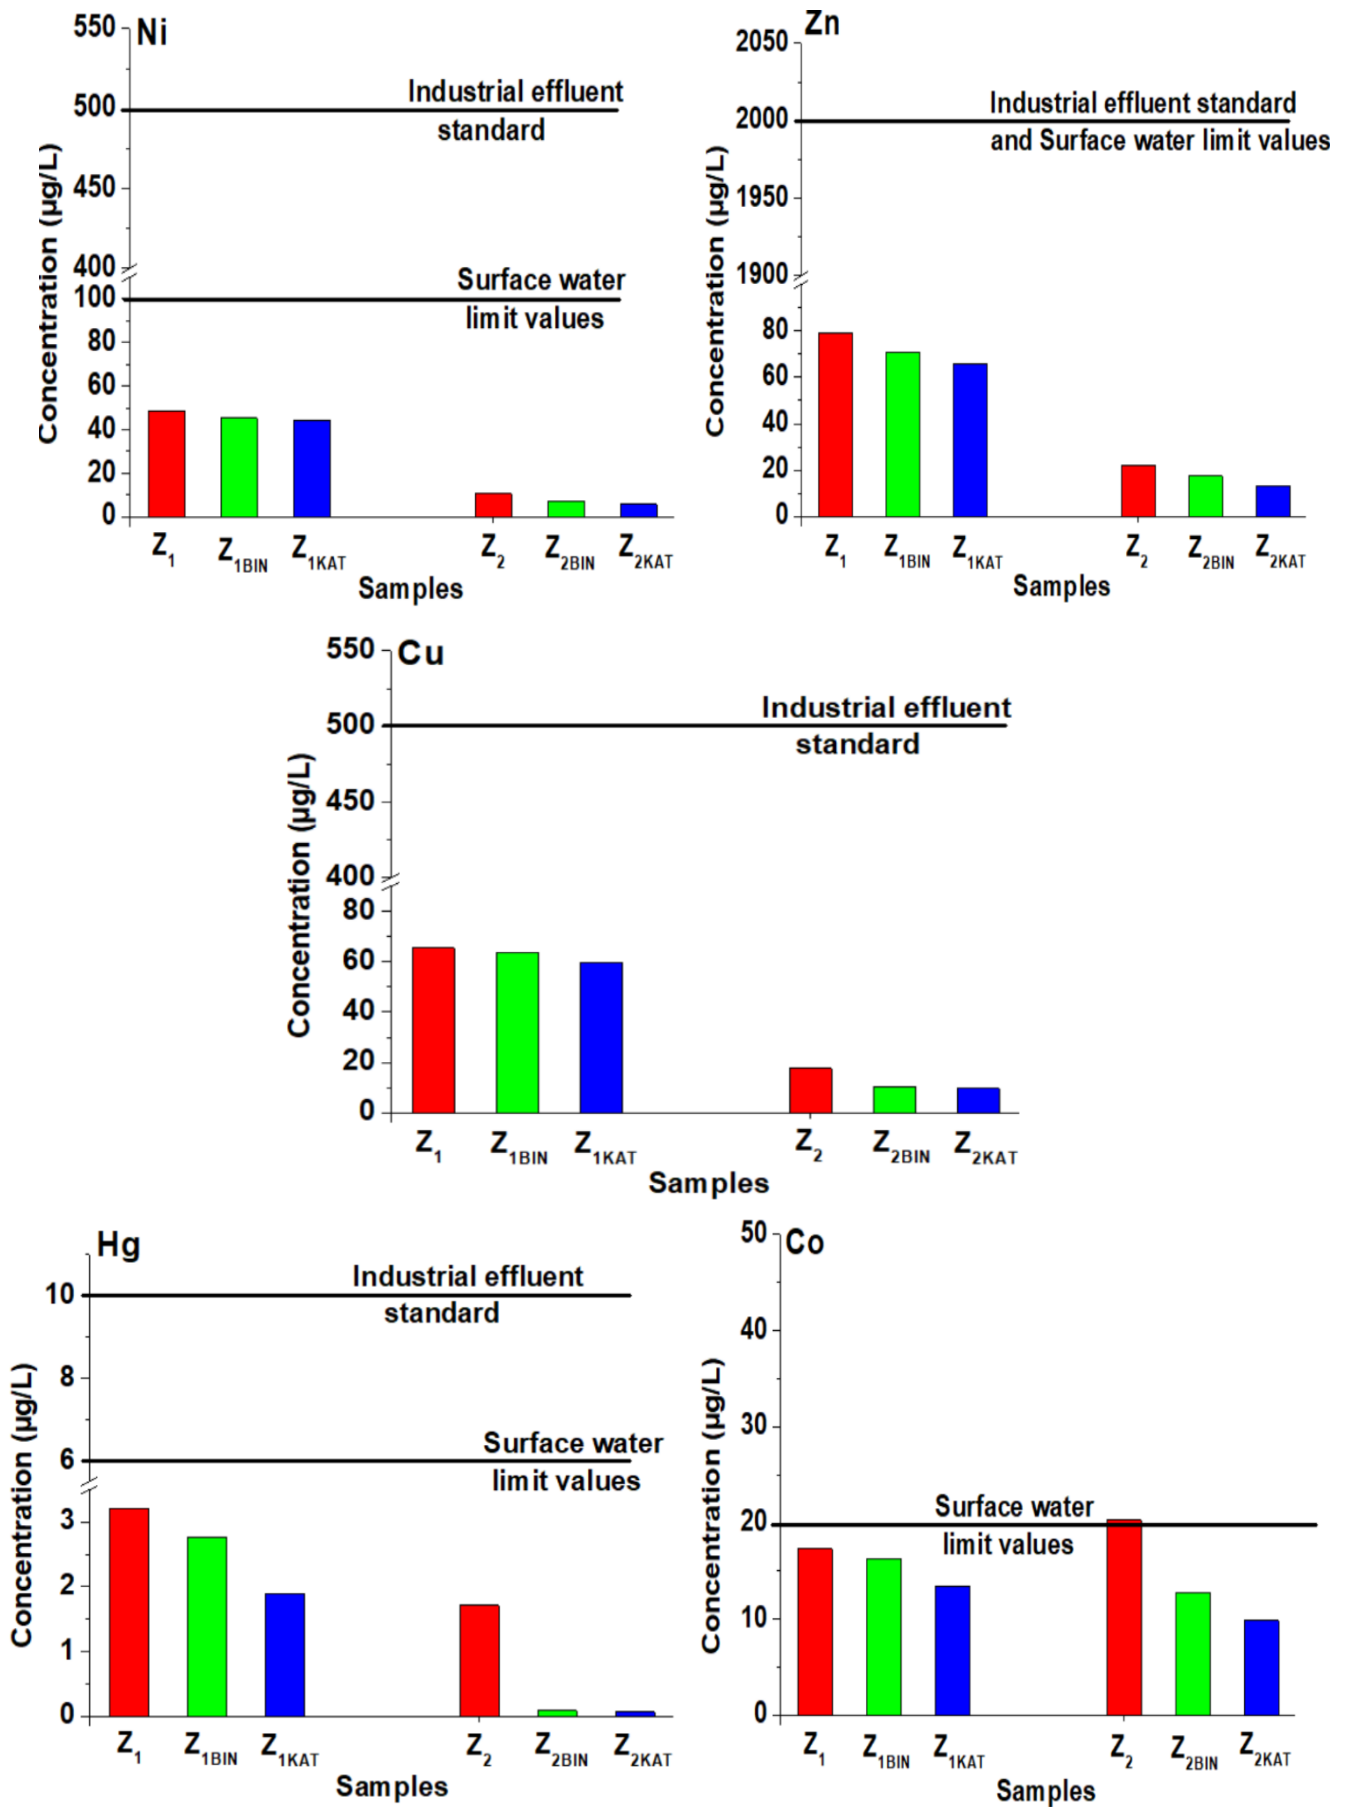 Ni
550
500
450
400
100
80
60
40
20
0
Concentration (µg/L)
Industrial effluent
standard
Surface water
limit values
Z1 Z1BIN Z1KAT Z2 Z2BIN Z2KAT
Samples
Zn
2050
2000
1950
1900
80
60
40
20
0
Concentration (µg/L)
Industrial effluent standard
and Surface water limit values
Z1 Z1BIN Z1KAT Z2 Z2BIN Z2KAT
Samples
Cu
550
500
450
400
80
60
40
20
0
Concentration (µg/L)
Industrial effluent
standard
Z1 Z1BIN Z1KAT Z2 Z2BIN Z2KAT
Samples
Hg
10
8
6
3
2
1
0
Concentration (µg/L)
Industrial effluent
standard
Surface water
limit values
Z1 Z1BIN Z1KAT Z2 Z2BIN Z2KAT
Samples
Co
50
40
30
20
10
0
Concentration (µg/L)
Surface water
limit values
Z1 Z1BIN Z1KAT Z2 Z2BIN Z2KAT
Samples